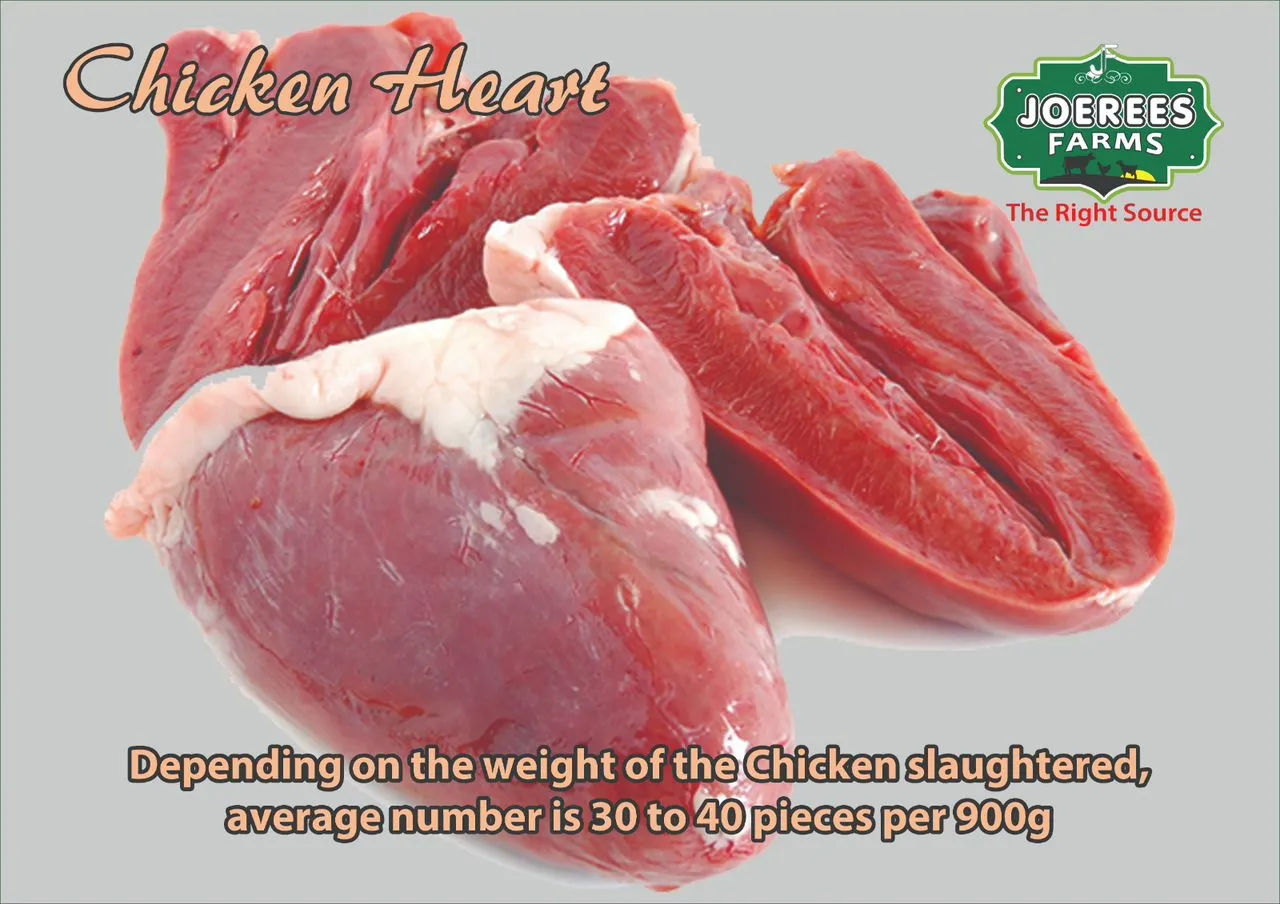 Chicken Heart
JOEREES
FARMS
The Right Source
Depending on the weight of the Chicken slaughtered,
average number is 30 to 40 pieces per 900g